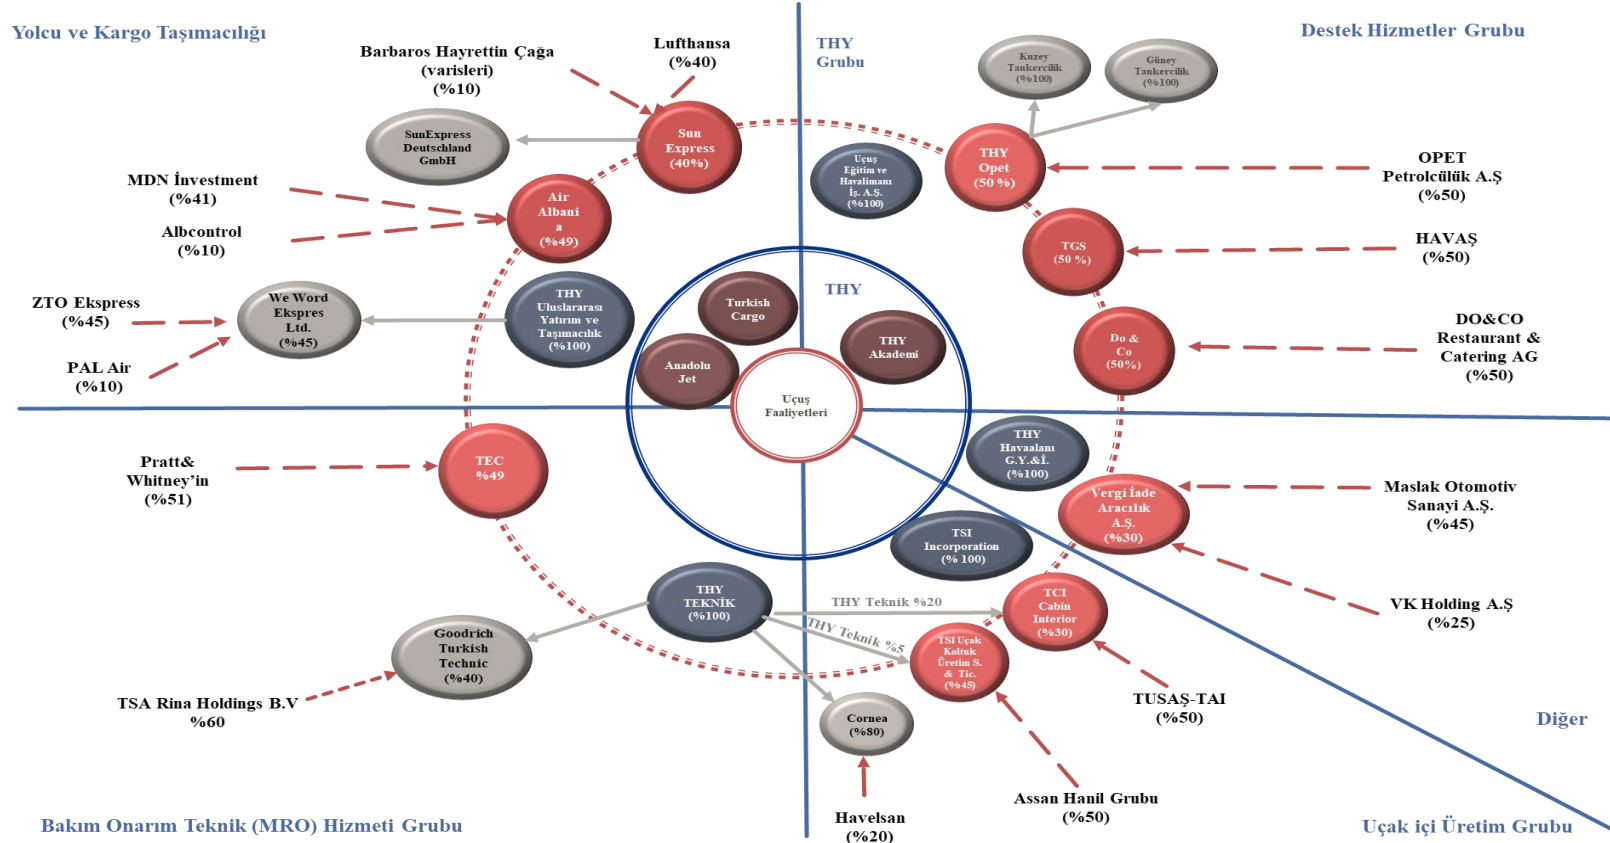 Yolcu ve Kargo Taşımacılığı
Barbaros Hayrettin Çağa
(varisleri)
(%10)
Lufthansa
(%40)
SunExpress
Deutschland
GmbH
Sun
Express
(40%)
MDN İnvestment
(%41)
Albcontrol
(%10)
Air
Albani
a
(%49)
ZTO Ekspress
(%45)
PAL Air
(%10)
We Word
Ekspres
Ltd.
(%45)
THY
Uluslararası
Yatırım ve
Taşımacılık
(%100)
THY
Grubu
Destek Hizmetler Grubu
Kuzey
Tankercilik
(%100)
Güney
Tankercilik
(%100)
Uçuş
Eğitim ve
Havalimanı
İş. A.Ş.
(%100)
THY
Opet
(50 %)
OPET
Petrolcülük A.Ş
(%50)
TGS
(50 %)
HAVAŞ
(%50)
Do &
Co
(50%)
DO&CO
Restaurant &
Catering AG
(%50)
THY
Turkish
Cargo
Anadolu
Jet
THY
Akademi
Uçuş
Faaliyetleri
Pratt&
Whitney’in
(%51)
TEC
%49
THY
TEKNİK
(%100)
Goodrich
Turkish
Technic
(%40)
TSA Rina Holdings B.V
%60
Bakım Onarım Teknik (MRO) Hizmeti Grubu
THY
Havaalanı
G.Y.&İ.
(%100)
Vergi İade
Aracılık
A.Ş.
(%30)
Maslak Otomotiv
Sanayi A.Ş.
(%45)
VK Holding A.Ş
(%25)
Diğer
TSI
Incorporation
(% 100)
THY Teknik %20
THY Teknik %5
TCI
Cabin
Interior
(%30)
TSI Uçak
Koltuk
Üretim S.
& Tic.
(%45)
TUSAŞ-TAI
(%50)
Cornea
(%80)
Havelsan
(%20)
Assan Hanil Grubu
(%50)
Uçak içi Üretim Grubu